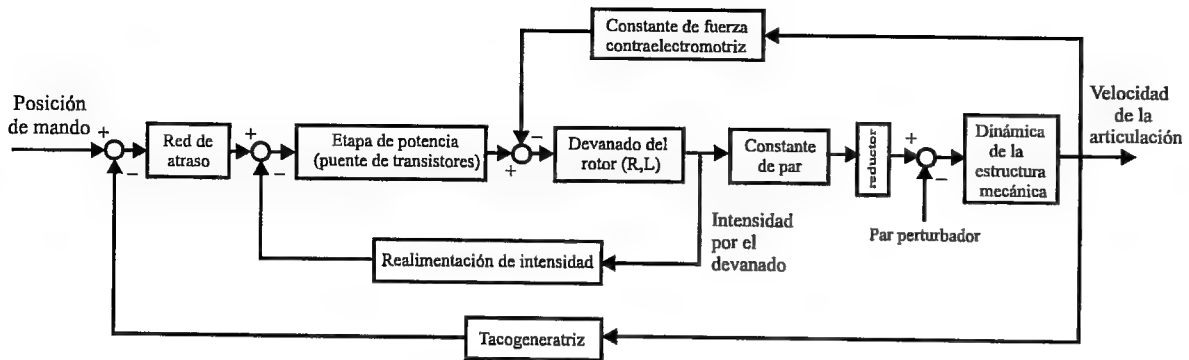 Constante de fuerza
contraelectromotriz
Posición
de mando
+
−
Red de
atraso
+
−
Etapa de potencia
(puente de transistores)
−
+
Devanado del
rotor (R,L)
Constante
de par
reductor
+
−
Dinámica
de la
estructura
mecánica
Velocidad
de la
articulación
Intensidad
por el
devanado
Par perturbador
Realimentación de intensidad
Tacogeneratriz